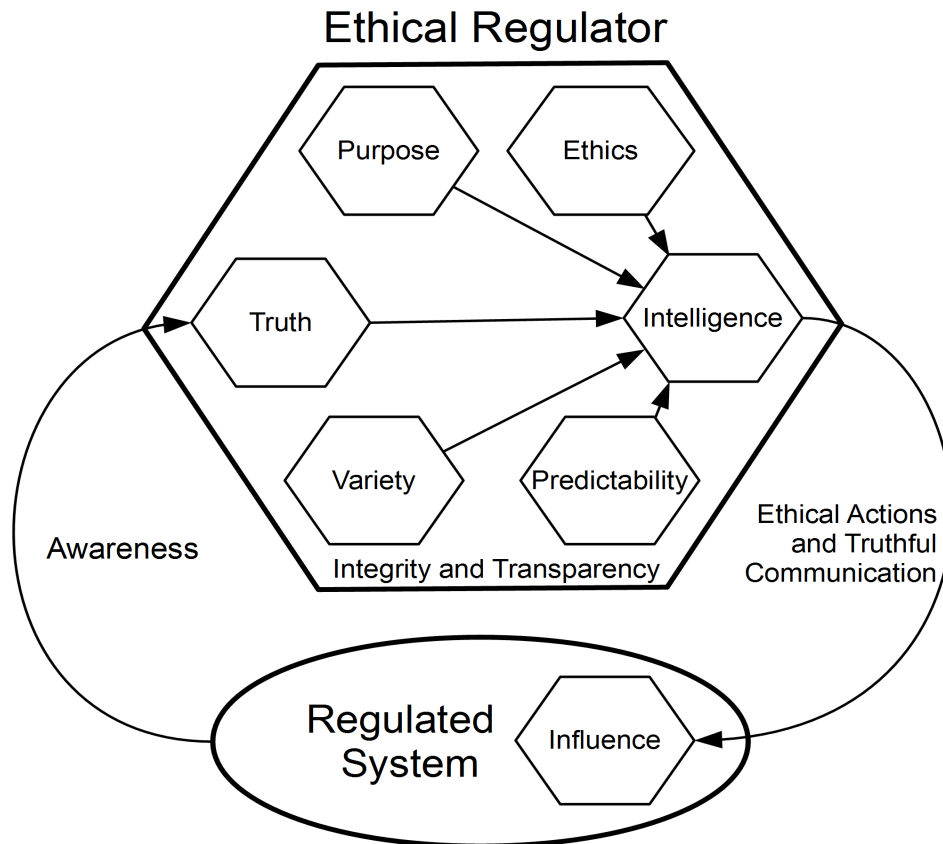 Ethical Regulator
Purpose
Ethics
Truth
Intelligence
Variety
Predictability
Integrity and Transparency
Awareness
Ethical Actions
and Truthful
Communication
Regulated
System
Influence